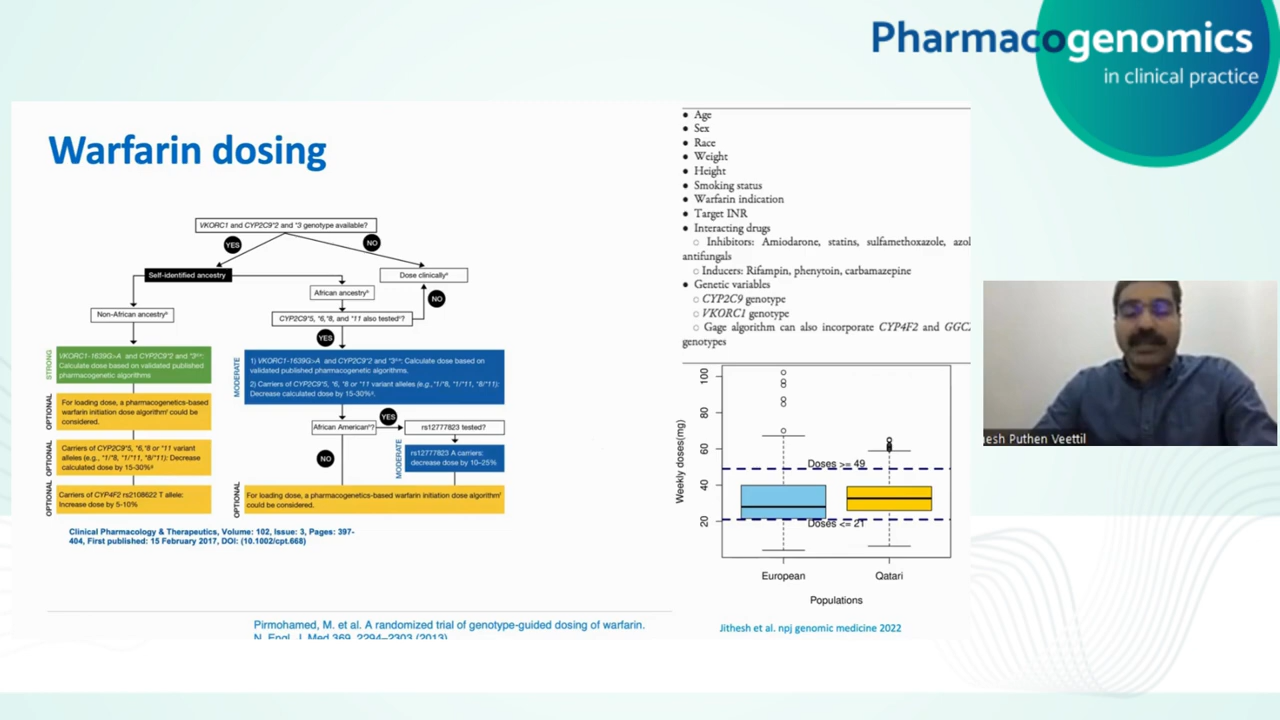 Pharmacogenomics
in clinical practice
Warfarin dosing
VKORC1 and CYP2C9*2 and *3 genotype available?
YES
NO
Self-identified ancestry
Dose clinicallyᵃ
African ancestryᵇ
NO
Non-African ancestryᵇ
CYP2C9*5, *6,*8, and *11 also tested?
YES
STRONG
VKORC1-1639G>A and CYP2C9*2 and *3
Calculate dose based on
validated published
pharmacogenetic algorithms
OPTIONAL
For loading dose, a pharmacogenetics-based
warfarin initiation dose algorithmᶠ could be
considered.
OPTIONAL
Carriers of CYP2C9*5, *6,*8 or *11 variant
alleles (e.g., *1/*8, *1/*11, *8/*11): Decrease
calculated dose by 15-30%
OPTIONAL
Carriers of CYP4F2 rs2108622 T allele:
Increase dose by 5-10%
MODERATE
1) VKORC1-1639G>A and CYP2C9*2 and *3 Calculate dose based on
validated published pharmacogenetic algorithms.
2) Carriers of CYP2C9*5, *6, *8 or *11 variant alleles (e.g.,*1/*8, *1/*11, *8/*11):
Decrease calculated dose by 15-30%
YES
African American?
rs12777823 tested?
NO
MODERATE
rs12777823 A carriers:
decrease dose by 10–25%
OPTIONAL
For loading dose, a pharmacogenetics-based warfarin initiation dose algorithmᶠ
could be considered.
Clinical Pharmacology & Therapeutics, Volume: 102, Issue: 3, Pages: 397-
404, First published: 15 February 2017, DOI: (10.1002/cpt.668)
Pirmohamed, M. et al. A randomized trial of genotype-guided dosing of warfarin.
N. Engl. J. Med 369, 2294–2303 (2013)
• Age
• Sex
• Race
• Weight
• Height
• Smoking status
• Warfarin indication
• Target INR
• Interacting drugs
○ Inhibitors: Amiodarone, statins, sulfamethoxazole, azol
antifungals
○ Inducers: Rifampin, phenytoin, carbamazepine
• Genetic variables
○ CYP2C9 genotype
○ VKORC1 genotype
○ Gage algorithm can also incorporate CYP4F2 and GGC
genotypes
Weekly doses(mg)
100
80
60
40
20
Doses >= 49
Doses <= 21
European
Qatari
Populations
Jithesh et al. npj genomic medicine 2022
hesh Puthen Veettil